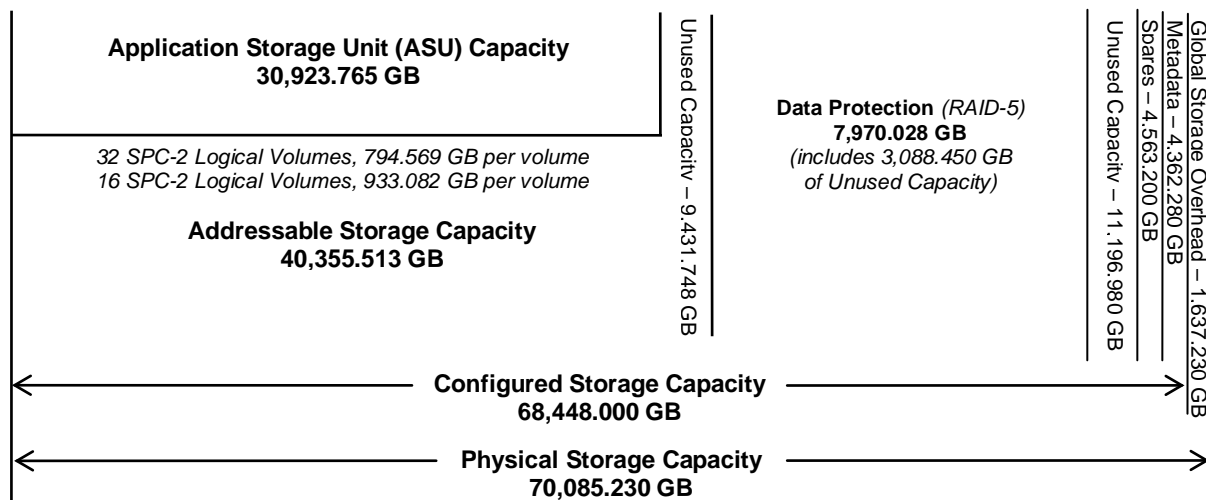 Application Storage Unit (ASU) Capacity
30,923.765 GB
32 SPC-2 Logical Volumes, 794.569 GB per volume
16 SPC-2 Logical Volumes, 933.082 GB per volume
Addressable Storage Capacity
40,355.513 GB
Unused Capacity – 9.431.748 GB
Data Protection (RAID-5)
7,970.028 GB
(includes 3,088.450 GB
of Unused Capacity)
Unused Capacity – 11.196.980 GB
Spares – 4.563.200 GB
Metadata – 4.362.280 GB
Global Storage Overhead – 1.637.230 GB
Configured Storage Capacity
68,448.000 GB
Physical Storage Capacity
70,085.230 GB